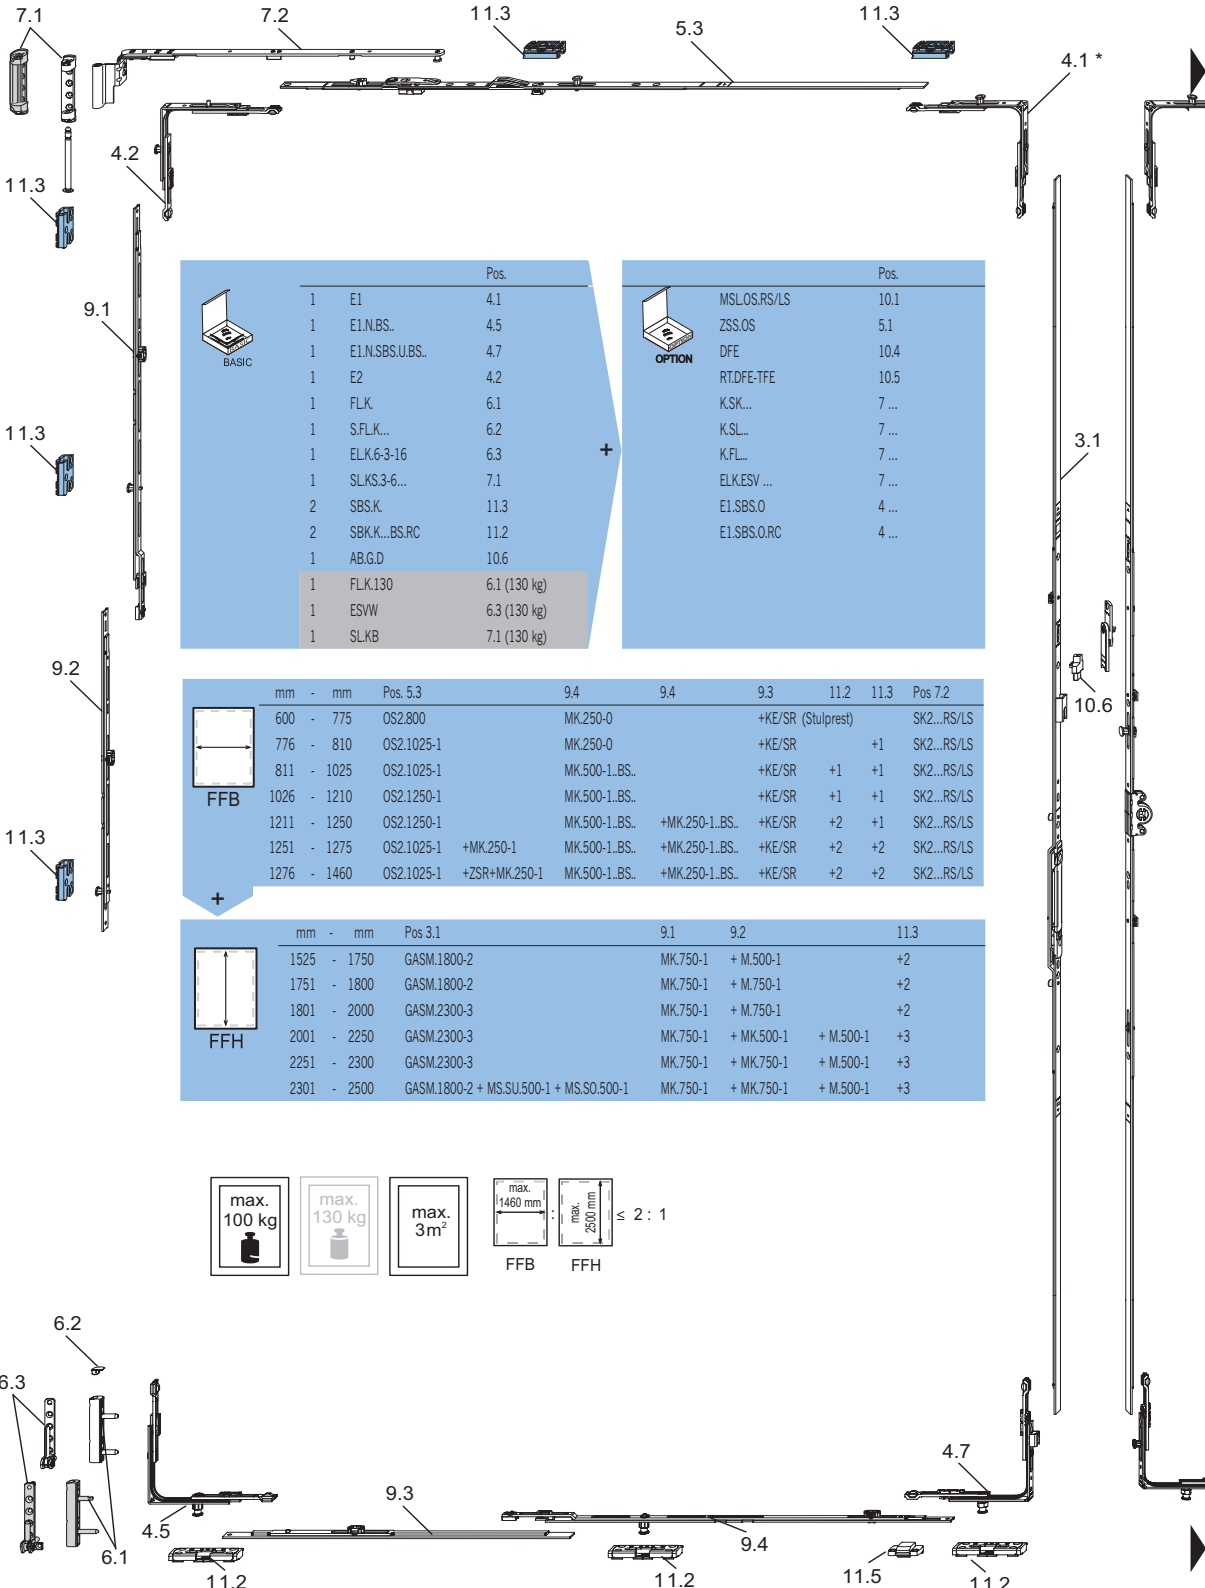 7.1 7.2 11.3 5.3 11.3 4.1 *
4.2
11.3
9.1
11.3
9.2
11.3
3.1
10.6
BASIC
Pos.
1 E1 4.1
1 E1.N.BS.. 4.5
1 E1.N.SBS.U.BS.. 4.7
1 E2 4.2
1 FL.K. 6.1
1 S.FL.K... 6.2
1 EL.K.6-3-16 6.3
1 SL.KS.3-6... 7.1
2 SBS.K. 11.3
2 SBK.K...BS.RC 11.2
1 AB.G.D 10.6
1 FL.K.130 6.1 (130 kg)
1 ESVW 6.3 (130 kg)
1 SL.KB 7.1 (130 kg)
+
OPTION
Pos.
MSL.OS.RS/LS 10.1
ZSS.OS 5.1
DFE 10.4
RT.DFE-TFE 10.5
K.SK... 7 ...
K.SL... 7 ...
K.FL... 7 ...
ELK.ESV ... 7 ...
E1.SBS.O 4 ...
E1.SBS.O.RC 4 ...
FFB
mm - mm Pos. 5.3 9.4 9.4 9.3 11.2 11.3 Pos 7.2
600 - 775 OS2.800 MK.250-0 +KE/SR (Stulprest) SK2...RS/LS
776 - 810 OS2.1025-1 MK.250-0 +KE/SR +1 SK2...RS/LS
811 - 1025 OS2.1025-1 MK.500-1..BS.. +KE/SR +1 +1 SK2...RS/LS
1026 - 1210 OS2.1250-1 MK.500-1..BS.. +KE/SR +1 +1 SK2...RS/LS
1211 - 1250 OS2.1250-1 MK.500-1..BS.. +MK.250-1..BS.. +KE/SR +2 +1 SK2...RS/LS
1251 - 1275 OS2.1025-1 +MK.250-1 MK.500-1..BS.. +MK.250-1..BS.. +KE/SR +2 +2 SK2...RS/LS
1276 - 1460 OS2.1025-1 +ZSR+MK.250-1 MK.500-1..BS.. +MK.250-1..BS.. +KE/SR +2 +2 SK2...RS/LS
+
FFH
mm - mm Pos 3.1 9.1 9.2 11.3
1525 - 1750 GASM.1800-2 MK.750-1 + M.500-1 +2
1751 - 1800 GASM.1800-2 MK.750-1 + M.750-1 +2
1801 - 2000 GASM.2300-3 MK.750-1 + M.750-1 +2
2001 - 2250 GASM.2300-3 MK.750-1 + MK.500-1 + M.500-1 +3
2251 - 2300 GASM.2300-3 MK.750-1 + MK.750-1 + M.500-1 +3
2301 - 2500 GASM.1800-2 + MS.SU.500-1 + MS.SO.500-1 MK.750-1 + MK.750-1 + M.500-1 +3
max.
100 kg
max.
130 kg
max.
3m²
max.
1460 mm
FFB
:
max.
2500 mm
FFH
≤ 2 : 1
6.2
6.3
6.1
4.5
9.3
9.4
4.7
11.2
11.2
11.5
11.2